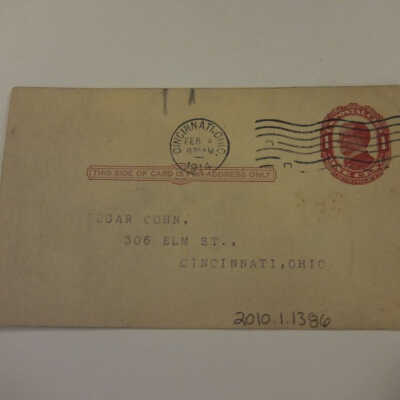 CINCINNATI, OHIO
FEB
THIS SIDE OF CARD IS FOR ADDRESS ONLY
EDGAR COHN,
306 ELM ST.,
CINCINNATI, OHIO
2010.1.1386